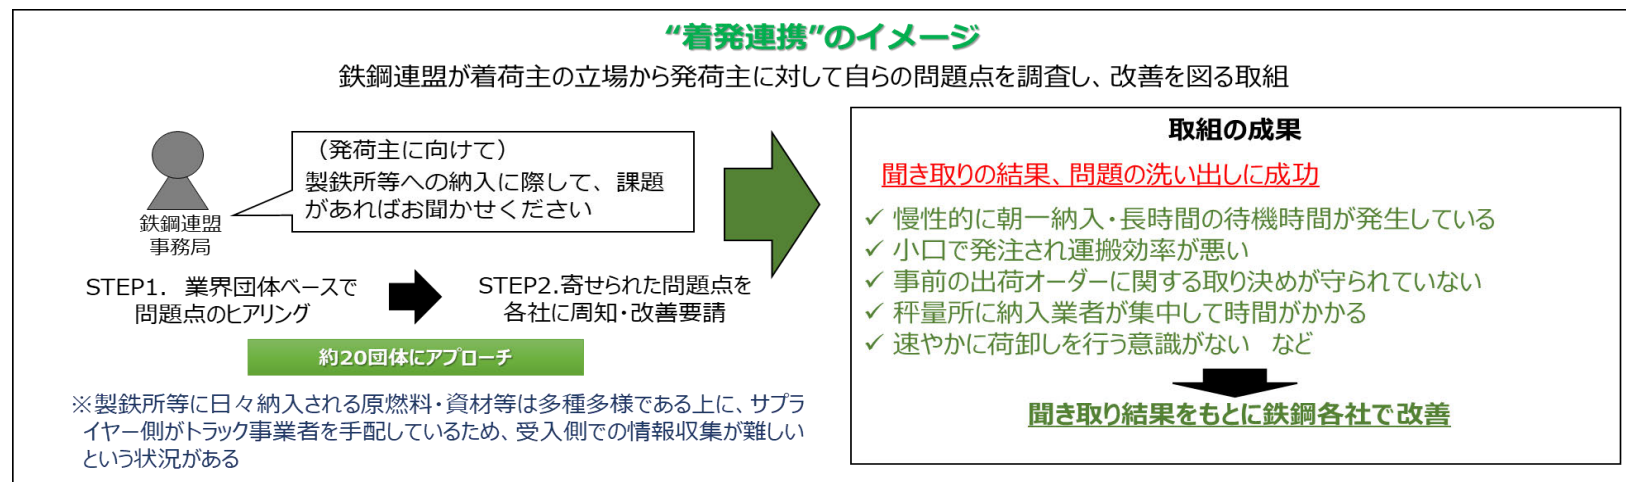 “着発連携”のイメージ
鉄鋼連盟が着荷主の立場から発荷主に対して自らの問題点を調査し、改善を図る取組
鉄鋼連盟
事務局
（発荷主に向けて）
製鉄所等への納入に際して、課題
があればお聞かせください
STEP1． 業界団体ベースで
問題点のヒアリング
STEP2.寄せられた問題点を
各社に周知・改善要請
約20団体にアプローチ
※製鉄所等に日々納入される原燃料・資材等は多種多様である上に、サプラ
イヤー側がトラック事業者を手配しているため、受入側での情報収集が難しい
という状況がある
取組の成果
聞き取りの結果、問題の洗い出しに成功
✓ 慢性的に朝一納入・長時間の待機時間が発生している
✓ 小口で発注され運搬効率が悪い
✓ 事前の出荷オーダーに関する取り決めが守られていない
✓ 秤量所に納入業者が集中して時間がかかる
✓ 速やかに荷卸しを行う意識がない など
聞き取り結果をもとに鉄鋼各社で改善